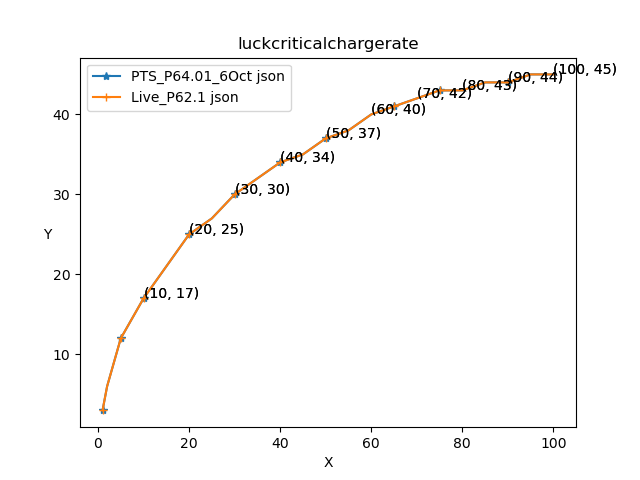 luckcriticalchargerate
PTS_P64.01_6Oct json
Live_P62.1 json
(100, 45)
(90, 44)
(80, 43)
(70, 42)
(60, 40)
(50, 37)
(40, 34)
(30, 30)
(20, 25)
(10, 17)
40
30
Y
20
10
0 20 40 60 80 100
X